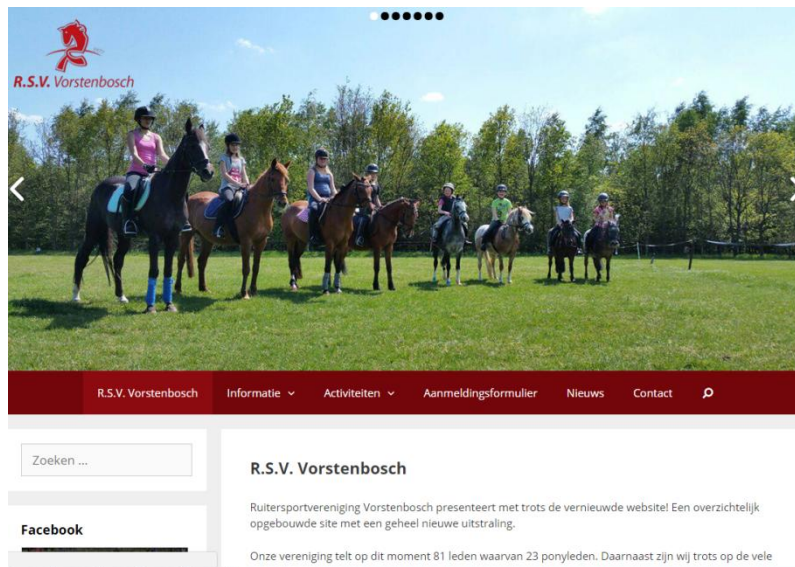 R.S.V. Vorstenbosch
R.S.V. Vorstenbosch Informatie Activiteiten Aanmeldingsformulier Nieuws Contact
Zoeken ...
Facebook
R.S.V. Vorstenbosch
Ruitersportvereniging Vorstenbosch presenteert met trots de vernieuwde website! Een overzichtelijk
opgebouwde site met een geheel nieuwe uitstraling.
Onze vereniging telt op dit moment 81 leden waarvan 23 ponyleden. Daarnaast zijn wij trots op de vele